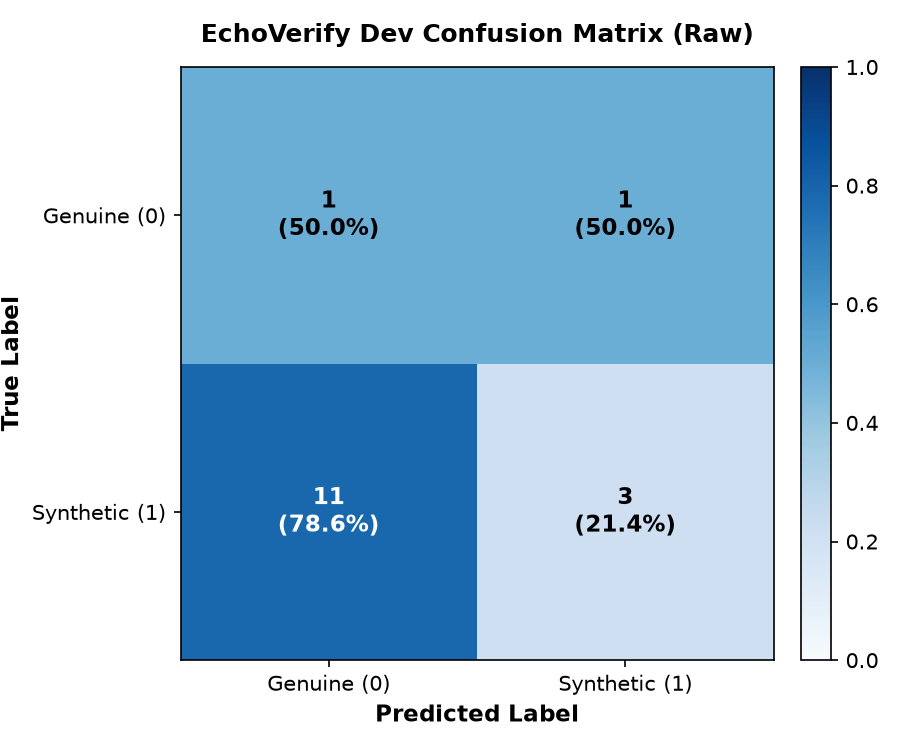 EchoVerify Dev Confusion Matrix (Raw)
True Label
Genuine (0)
1
(50.0%)
1
(50.0%)
Synthetic (1)
11
(78.6%)
3
(21.4%)
Genuine (0)
Synthetic (1)
Predicted Label
1.0
0.8
0.6
0.4
0.2
0.0